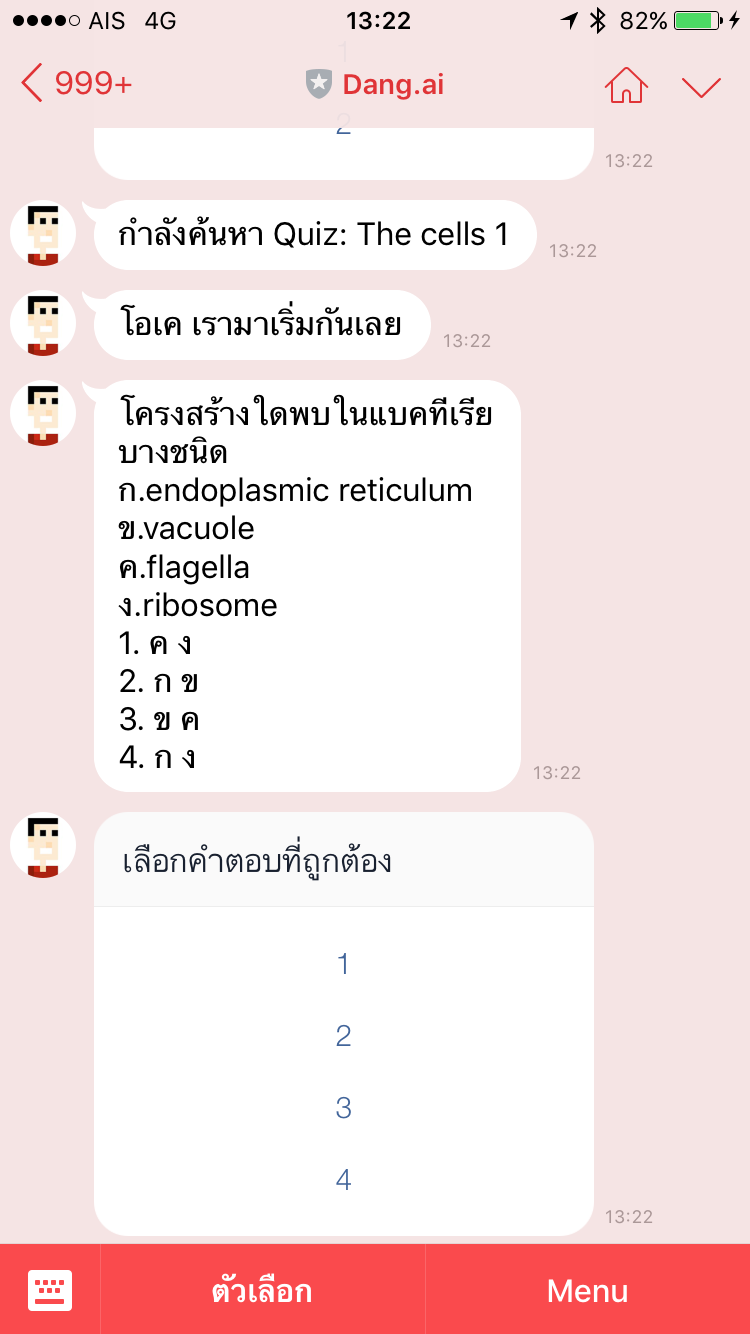 AIS 4G 13:22 82%
999+ Dang.ai
1
2
13:22
กำลังค้นหา Quiz: The cells 1
13:22
โอเค เรามาเริ่มกันเลย
13:22
โครงสร้างใดพบในแบคทีเรีย
บางชนิด
ก.endoplasmic reticulum
ข.vacuole
ค.flagella
ง.ribosome
1. ค ง
2. ก ข
3. ข ค
4. ก ง
13:22
เลือกคำตอบที่ถูกต้อง
1
2
3
4
13:22
ตัวเลือก Menu